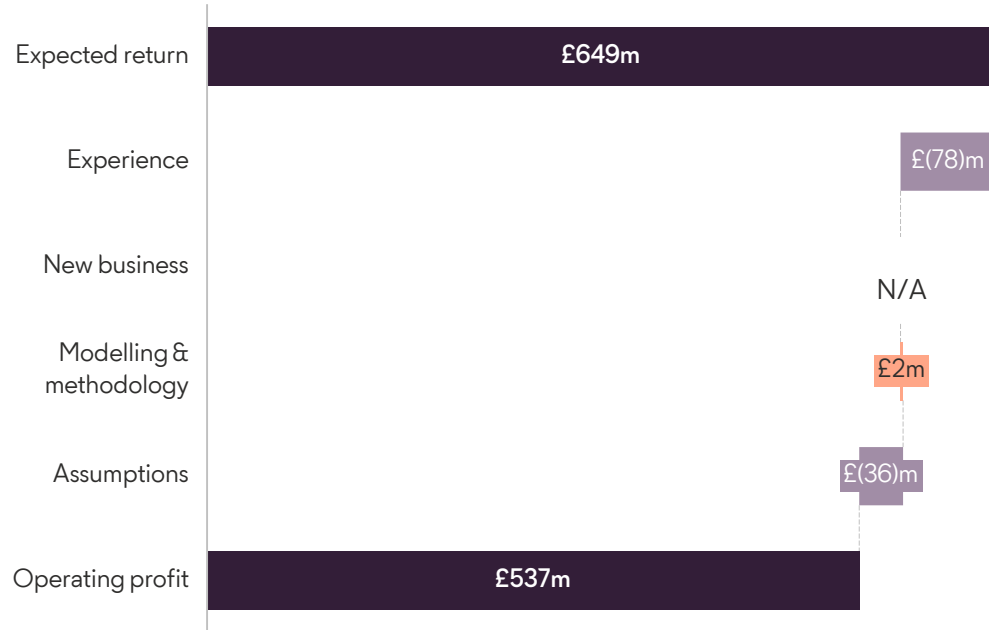 Expected return
£649m
Experience
£(78)m
New business
N/A
Modelling &
methodology
£2m
Assumptions
£(36)m
Operating profit
£537m